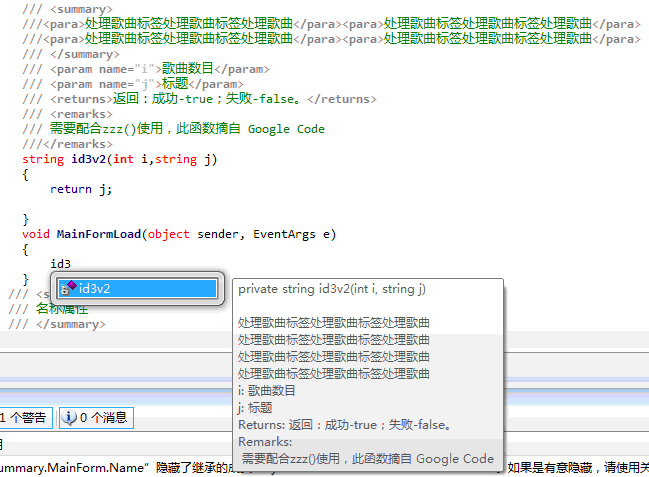 /// <summary>
///<para>处理歌曲标签处理歌曲标签处理歌曲</para><para>处理歌曲标签处理歌曲标签处理歌曲</para>
///<para>处理歌曲标签处理歌曲标签处理歌曲</para><para>处理歌曲标签处理歌曲标签处理歌曲</para>
/// </summary>
/// <param name="i">歌曲数目</param>
/// <param name="j">标题</param>
/// <returns>返回：成功-true；失败-false。</returns>
/// <remarks>
/// 需要配合zzz()使用，此函数摘自 Google Code
///</remarks>
string id3v2(int i,string j)
{
return j;
}
void MainFormLoad(object sender, EventArgs e)
{
id3
}
id3v2
/// <s
/// 名称属性
/// </summary>
private string id3v2(int i, string j)
处理歌曲标签处理歌曲标签处理歌曲
处理歌曲标签处理歌曲标签处理歌曲
处理歌曲标签处理歌曲标签处理歌曲
处理歌曲标签处理歌曲标签处理歌曲
i: 歌曲数目
j: 标题
Returns: 返回：成功-true；失败-false。
Remarks:
需要配合zzz()使用，此函数摘自 Google Code
1 个警告
0 个消息
ummary.MainForm.Name”隐藏了继承的成
如果是有意隐藏，请使用关